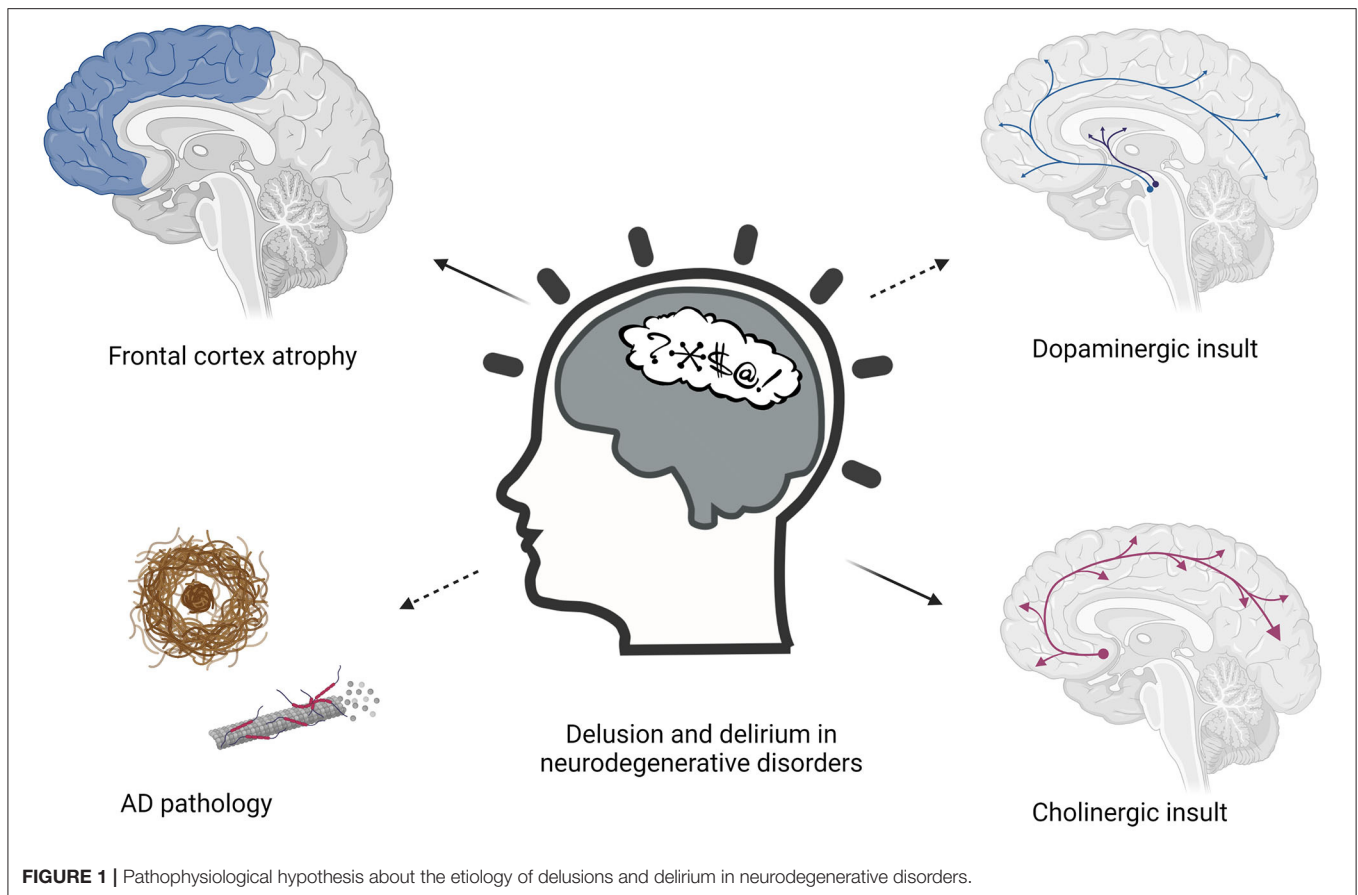 Frontal cortex atrophy
Dopaminergic insult
?*$@!
AD pathology
Delusion and delirium in
neurodegenerative disorders
Cholinergic insult
FIGURE 1 | Pathophysiological hypothesis about the etiology of delusions and delirium in neurodegenerative disorders.